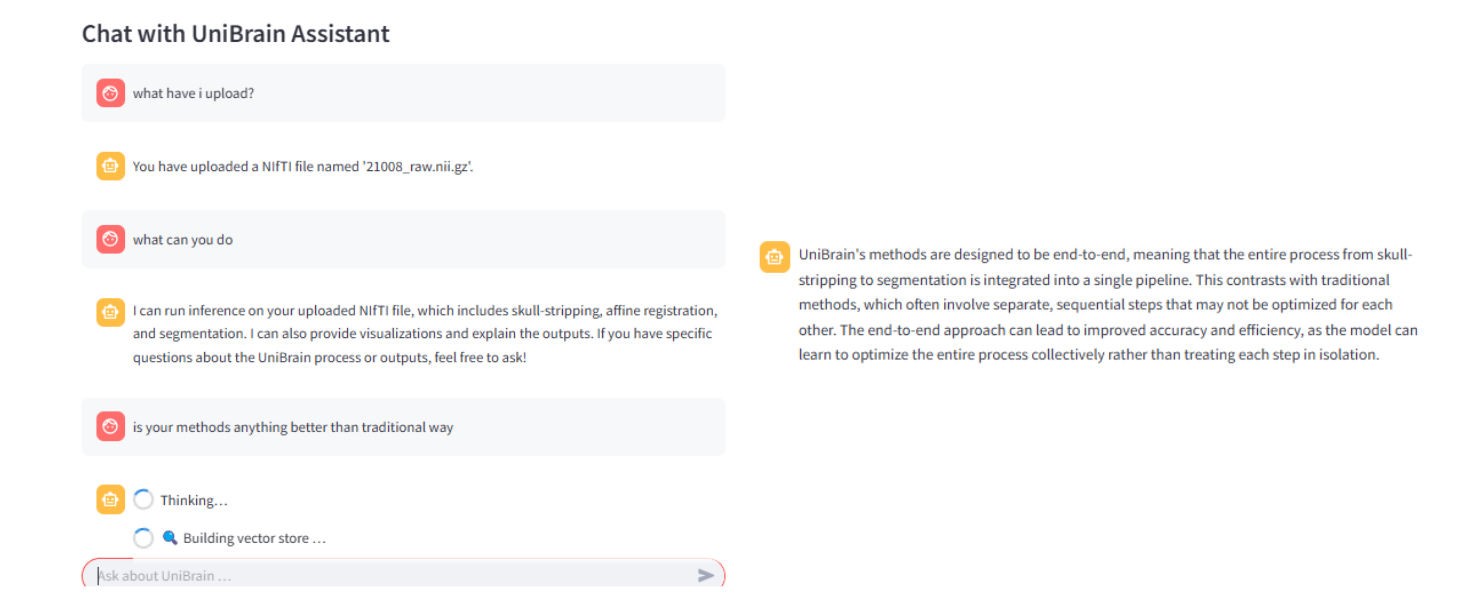 Chat with UniBrain Assistant
what have i upload?
You have uploaded a NIfTI file named '21008_raw.nii.gz'.
what can you do
I can run inference on your uploaded NIfTI file, which includes skull-stripping, affine registration,
and segmentation. I can also provide visualizations and explain the outputs. If you have specific
questions about the UniBrain process or outputs, feel free to ask!
is your methods anything better than traditional way
Thinking...
Building vector store ...
Ask about UniBrain ...
UniBrain's methods are designed to be end-to-end, meaning that the entire process from skull-
stripping to segmentation is integrated into a single pipeline. This contrasts with traditional
methods, which often involve separate, sequential steps that may not be optimized for each
other. The end-to-end approach can lead to improved accuracy and efficiency, as the model can
learn to optimize the entire process collectively rather than treating each step in isolation.